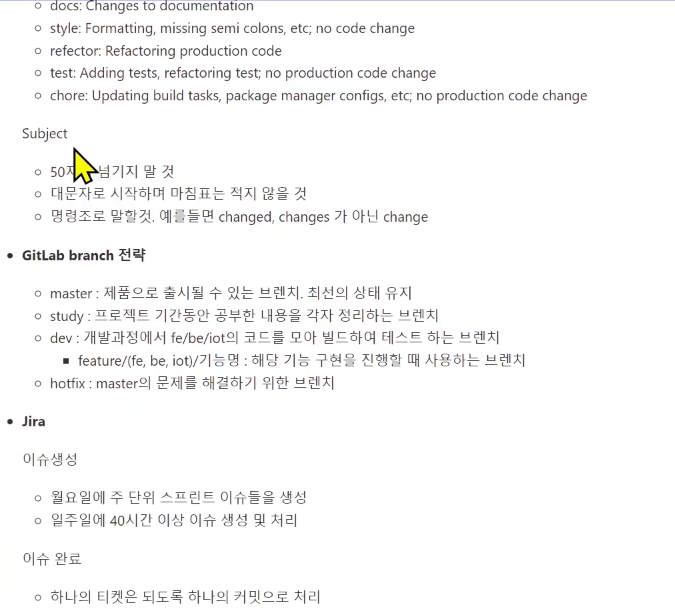 docs: Changes to documentation
style: Formatting, missing semi colons, etc; no code change
refector: Refactoring production code
test: Adding tests, refactoring test; no production code change
chore: Updating build tasks, package manager configs, etc; no production code change
Subject
넘기지 말 것
대문자로 시작하며 마침표는 적지 않을 것
명령조로 말할것. 예를들면 changed, changes 가 아닌 change
GitLab branch 전략
master : 제품으로 출시될 수 있는 브렌치. 최선의 상태 유지
study : 프로젝트 기간동안 공부한 내용을 각자 정리하는 브렌치
dev : 개발과정에서 fe/be/iot의 코드를 모아 빌드하여 테스트 하는 브렌치
feature/(fe, be, iot)/기능명 : 해당 기능 구현을 진행할 때 사용하는 브렌치
hotfix : master의 문제를 해결하기 위한 브렌치
Jira
이슈생성
월요일에 주 단위 스프린트 이슈들을 생성
일주일에 40시간 이상 이슈 생성 및 처리
이슈 완료
하나의 티켓은 되도록 하나의 커밋으로 처리